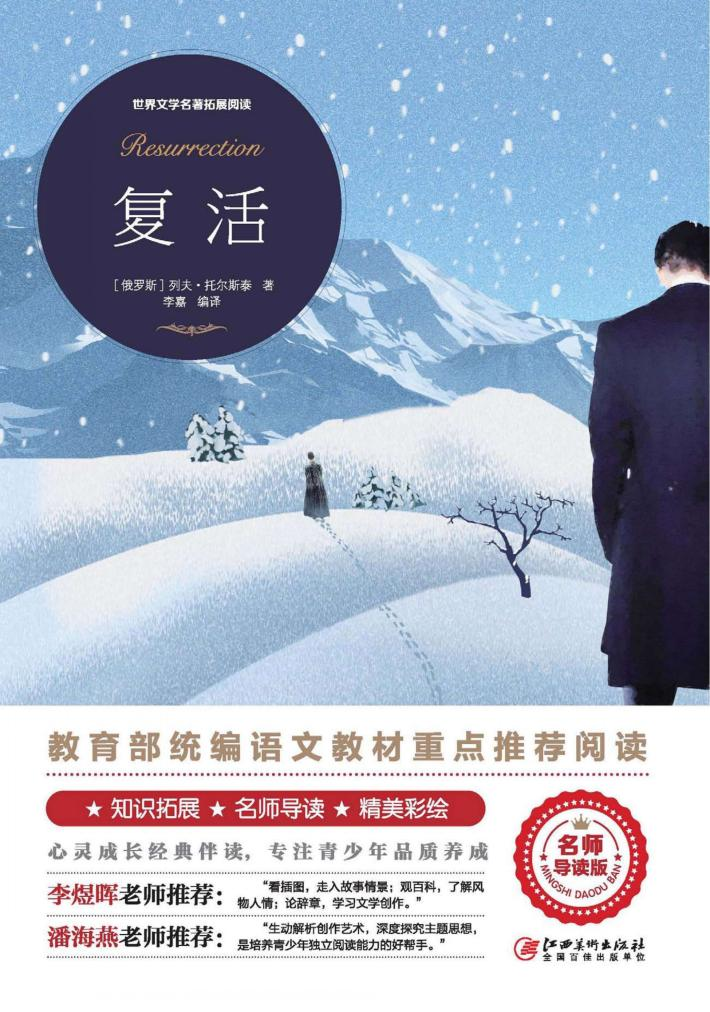 世界文学名著拓展阅读
Resurrection
复活
[俄罗斯]列夫·托尔斯泰 著
李嘉 编译
教育部统编语文教材重点推荐阅读
★ 知识拓展 ★ 名师导读 ★ 精美彩绘
心灵成长经典伴读，专注青少年品质养成
李煜晖老师推荐：
“看插图，走入故事情景；观百科，了解风
物人情；论辞章，学习文学创作。”
潘海燕老师推荐：
“生动解析创作艺术，深度探究主题思想，
是培养青少年独立阅读能力的好帮手。”
名师
导读版
MINGSHI DAODU BAN
江西美术出版社
全国百佳出版单位